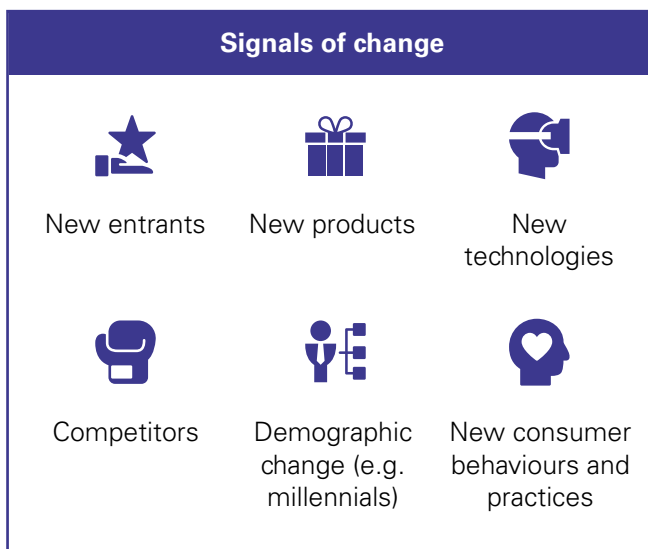 Signals of change
New entrants
New products
New
technologies
Competitors
Demographic
change (e.g.
millennials)
New consumer
behaviours and
practices